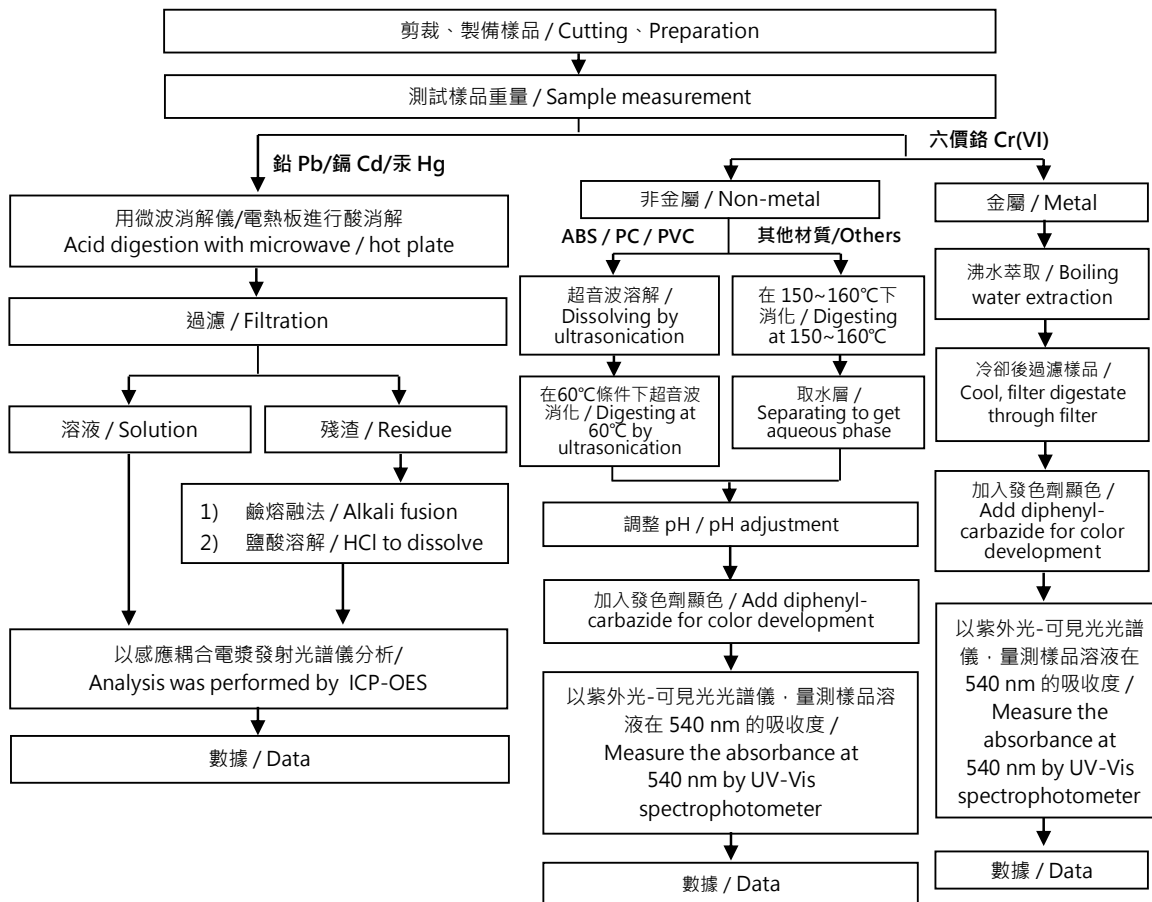 剪裁、製備樣品 / Cutting、Preparation
測試樣品重量 / Sample measurement
鉛 Pb/鎘 Cd/汞 Hg
用微波消解儀/電熱板進行酸消解
Acid digestion with microwave / hot plate
過濾 / Filtration
溶液 / Solution
殘渣 / Residue
1) 鹼熔融法 / Alkali fusion
2) 鹽酸溶解 / HCl to dissolve
以感應耦合電漿發射光譜儀分析/
Analysis was performed by ICP-OES
數據 / Data
六價鉻 Cr(VI)
非金屬 / Non-metal
ABS / PC / PVC
超音波溶解 /
Dissolving by
ultrasonication
在60℃條件下超音波
消化 / Digesting at
60℃ by
ultrasonication
其他材質/Others
在 150~160℃下
消化 / Digesting
at 150~160℃
取水層 /
Separating to get
aqueous phase
調整 pH / pH adjustment
加入發色劑顯色 / Add diphenyl-
carbazide for color development
以紫外光-可見光光譜儀，量測樣品溶
液在 540 nm 的吸收度 /
Measure the absorbance at
540 nm by UV-Vis
spectrophotometer
數據 / Data
金屬 / Metal
沸水萃取 / Boiling
water extraction
冷卻後過濾樣品 /
Cool, filter digestate
through filter
加入發色劑顯色 /
Add diphenyl-
carbazide for color
development
以紫外光-可見光光譜
儀，量測樣品溶液在
540 nm 的吸收度 /
Measure the
absorbance at
540 nm by UV-Vis
spectrophotometer
數據 / Data